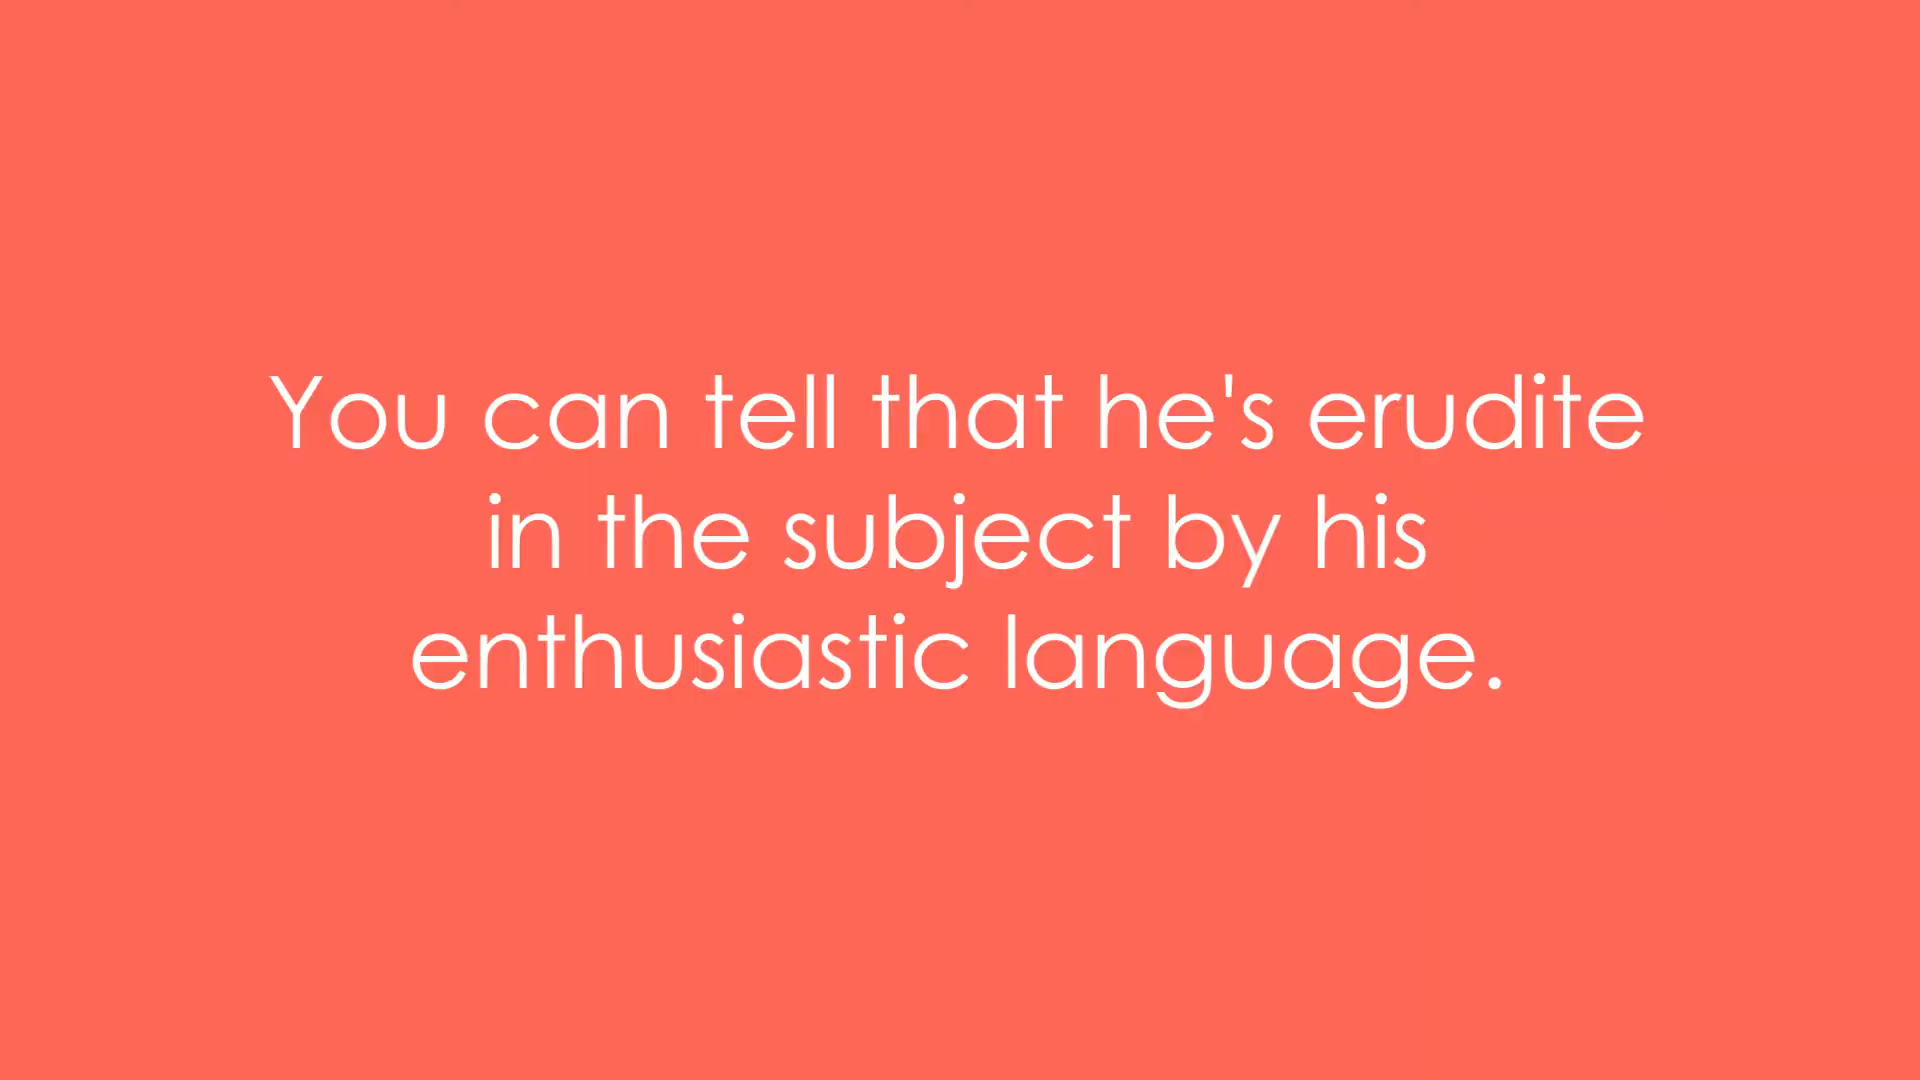 You can tell that he's erudite
in the subject by his
enthusiastic language.